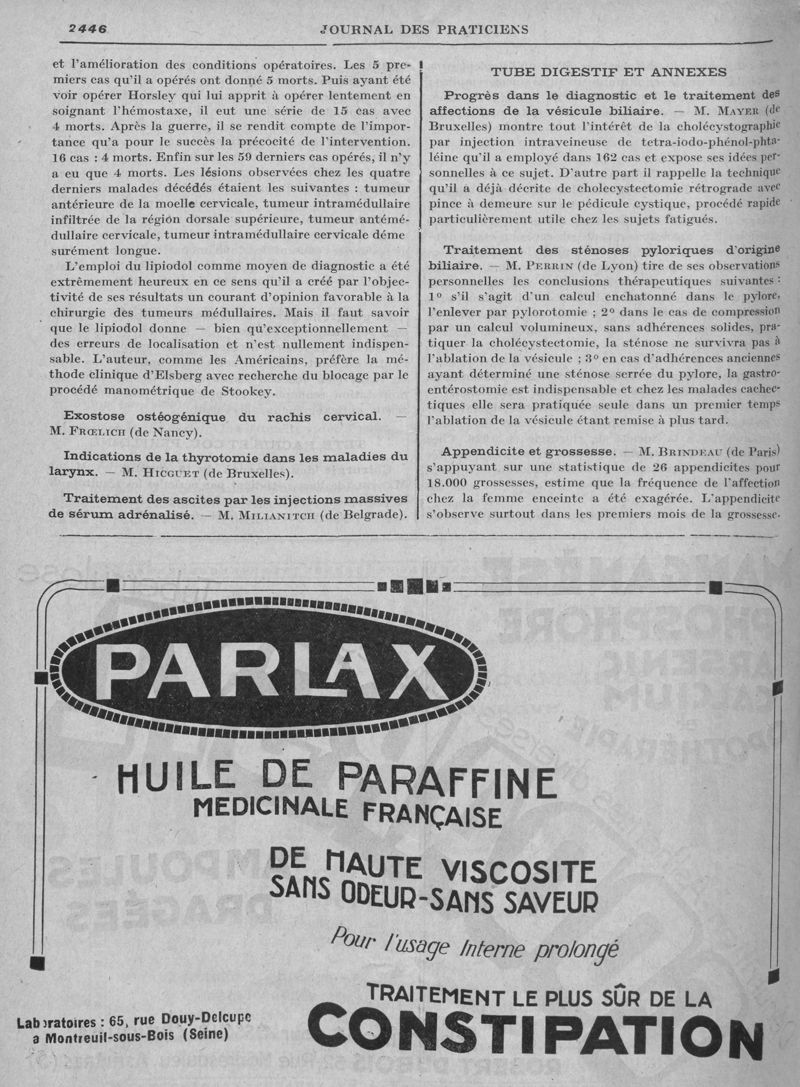 2446
JOURNAL DES PRATICIENS
et l'amélioration des conditions opératoires. Les 5 pre-
miers cas qu'il a opérés ont donné 5 morts. Puis ayant été
voir opérer Horsley qui lui apprit à opérer lentement en
soignant l'hémostaxe, il eut une série de 15 cas avec
4 morts. Après la guerre, il se rendit compte de l'impor-
tance qu'a pour le succès la précocité de l'intervention.
16 cas : 4 morts. Enfin sur les 59 derniers cas opérés, il n'y
a eu que 4 morts. Les lésions observées chez les quatre
derniers malades décédés étaient les suivantes : tumeur
antérieure de la moelle cervicale, tumeur intramédullaire
infiltrée de la région dorsale supérieure, tumeur antémé-
dullaire cervicale, tumeur intramédullaire cervicale déme
surément longue.
L'emploi du lipiodol comme moyen de diagnostic a été
extrêmement heureux en ce sens qu'il a créé par l'objec-
tivité de ses résultats un courant d'opinion favorable à la
chirurgie des tumeurs médullaires. Mais il faut savoir
que le lipiodol donne — bien qu'exceptionnellement —
des erreurs de localisation et n'est nullement indispen-
sable. L'auteur, comme les Américains, préfère la mé-
thode clinique d'Elsberg avec recherche du blocage par le
procédé manométrique de Stookey.
Exostose ostéogénique du rachis cervical. —
M. FRŒLICH (de Nancy).
Indications de la thyrotomie dans les maladies du
larynx. — M. HICGUET (de Bruxelles).
Traitement des ascites par les injections massives
de sérum adrénalisé. — M. MILIANITCH (de Belgrade).
TUBE DIGESTIF ET ANNEXES
Progrès dans le diagnostic et le traitement des
affections de la vésicule biliaire. — M. MAYER (de
Bruxelles) montre tout l'intérêt de la cholécystographie
par injection intraveineuse de tetra-iodo-phénol-phta-
léine qu'il a employé dans 162 cas et expose ses idées per-
sonnelles à ce sujet. D'autre part il rappelle la technique
qu'il a déjà décrite de cholecystectomie rétrograde avec
pince à demeure sur le pédicule cystique, procédé rapide
particulièrement utile chez les sujets fatigués.
Traitement des sténoses pyloriques d'origine
biliaire. — M. PERRIN (de Lyon) tire de ses observations
personnelles les conclusions thérapeutiques suivantes :
1° s'il s'agit d'un calcul enchatonné dans le pylore,
l'enlever par pylorotomie ; 2° dans le cas de compression
par un calcul volumineux, sans adhérences solides, pra-
tiquer la cholécystectomie, la sténose ne survivra pas à
l'ablation de la vésicule ; 3° en cas d'adhérences anciennes
ayant déterminé une sténose serrée du pylore, la gastro-
entérostomie est indispensable et chez les malades cachec-
tiques elle sera pratiquée seule dans un premier temps
l'ablation de la vésicule étant remise à plus tard.
Appendicite et grossesse. — M. BRINDEAU (de Paris)
s'appuyant sur une statistique de 26 appendicites pour
18.000 grossesses, estime que la fréquence de l'affection
chez la femme enceinte a été exagérée. L'appendicite
s'observe surtout dans les premiers mois de la grossesse.
PARLAX
HUILE DE PARAFFINE
MEDICINALE FRANÇAISE
DE HAUTE VISCOSITE
SANS ODEUR-SANS SAVEUR
Pour l'usage Interne prolongé
TRAITEMENT LE PLUS SÛR DE LA
CONSTIPATION
Laboratoires : 65, rue Douy-Delcupe
a Montreuil-sous-Bois (Seine)